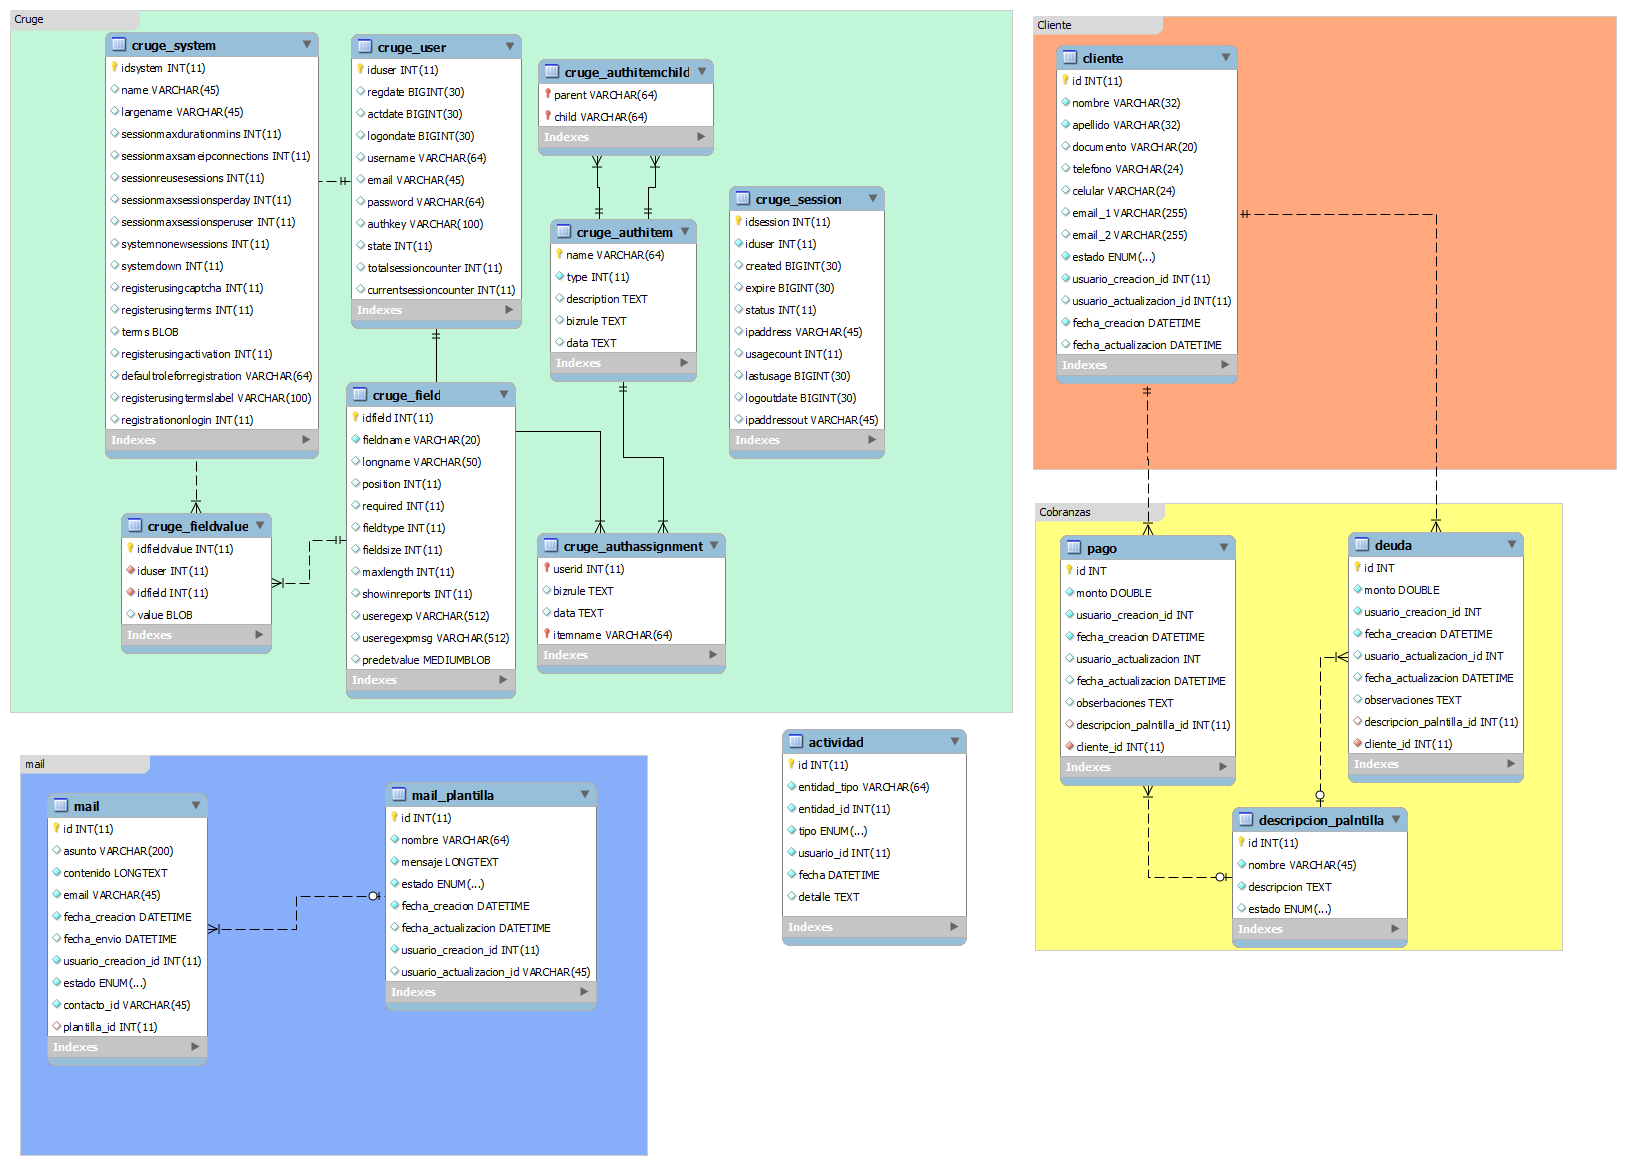 Cruge
cruge_system
idsystem INT(11)
name VARCHAR(45)
largename VARCHAR(45)
sessionmaxdurationmins INT(11)
sessionmaxsameipconnections INT(11)
sessionreusesessions INT(11)
sessionmaxsessionsperday INT(11)
sessionmaxsessionsperuser INT(11)
systemnonewsessions INT(11)
systemdown INT(11)
registerusingcaptcha INT(11)
registerusingterms INT(11)
terms BLOB
registerusingactivation INT(11)
defaultroleforregistration VARCHAR(64)
registerusingtermslabel VARCHAR(100)
registrationonlogin INT(11)
Indexes
cruge_user
iduser INT(11)
regdate BIGINT(30)
actdate BIGINT(30)
logondate BIGINT(30)
username VARCHAR(64)
email VARCHAR(45)
password VARCHAR(64)
authkey VARCHAR(100)
state INT(11)
totalsessioncounter INT(11)
currentsessioncounter INT(11)
Indexes
cruge_authitemchild
parent VARCHAR(64)
child VARCHAR(64)
Indexes
cruge_authitem
name VARCHAR(64)
type INT(11)
description TEXT
bizrule TEXT
data TEXT
Indexes
cruge_session
idsession INT(11)
iduser INT(11)
created BIGINT(30)
expire BIGINT(30)
status INT(11)
ipaddress VARCHAR(45)
usagecount INT(11)
lastusage BIGINT(30)
logoutdate BIGINT(30)
ipaddressout VARCHAR(45)
Indexes
cruge_fieldvalue
idfieldvalue INT(11)
iduser INT(11)
idfield INT(11)
value BLOB
Indexes
cruge_field
idfield INT(11)
fieldname VARCHAR(20)
longname VARCHAR(50)
position INT(11)
required INT(11)
fieldtype INT(11)
fieldsize INT(11)
maxlength INT(11)
showinreports INT(11)
useregexp VARCHAR(512)
useregexpmsg VARCHAR(512)
predetvalue MEDIUMBLOB
Indexes
cruge_authassignment
userid INT(11)
bizrule TEXT
data TEXT
itemname VARCHAR(64)
Indexes
Cliente
cliente
id INT(11)
nombre VARCHAR(32)
apellido VARCHAR(32)
documento VARCHAR(20)
telefono VARCHAR(24)
celular VARCHAR(24)
email_1 VARCHAR(255)
email_2 VARCHAR(255)
estado ENUM(...)
usuario_creacion_id INT(11)
usuario_actualizacion_id INT(11)
fecha_creacion DATETIME
fecha_actualizacion DATETIME
Indexes
Cobranzas
pago
id INT
monto DOUBLE
usuario_creacion_id INT
fecha_creacion DATETIME
usuario_actualizacion INT
fecha_actualizacion DATETIME
obserbaciones TEXT
descripcion_palntilla_id INT(11)
cliente_id INT(11)
Indexes
deuda
id INT
monto DOUBLE
usuario_creacion_id INT
fecha_creacion DATETIME
usuario_actualizacion_id INT
fecha_actualizacion DATETIME
observaciones TEXT
descripcion_palntilla_id INT(11)
cliente_id INT(11)
Indexes
descripcion_palntilla
id INT(11)
nombre VARCHAR(45)
descripcion TEXT
estado ENUM(...)
Indexes
mail
mail
id INT(11)
asunto VARCHAR(200)
contenido LONGTEXT
email VARCHAR(45)
fecha_creacion DATETIME
fecha_envio DATETIME
usuario_creacion_id INT(11)
estado ENUM(...)
contacto_id VARCHAR(45)
plantilla_id INT(11)
Indexes
mail_plantilla
id INT(11)
nombre VARCHAR(64)
mensaje LONGTEXT
estado ENUM(...)
fecha_creacion DATETIME
fecha_actualizacion DATETIME
usuario_creacion_id INT(11)
usuario_actualizacion_id VARCHAR(45)
Indexes
actividad
id INT(11)
entidad_tipo VARCHAR(64)
entidad_id INT(11)
tipo ENUM(...)
usuario_id INT(11)
fecha DATETIME
detalle TEXT
Indexes